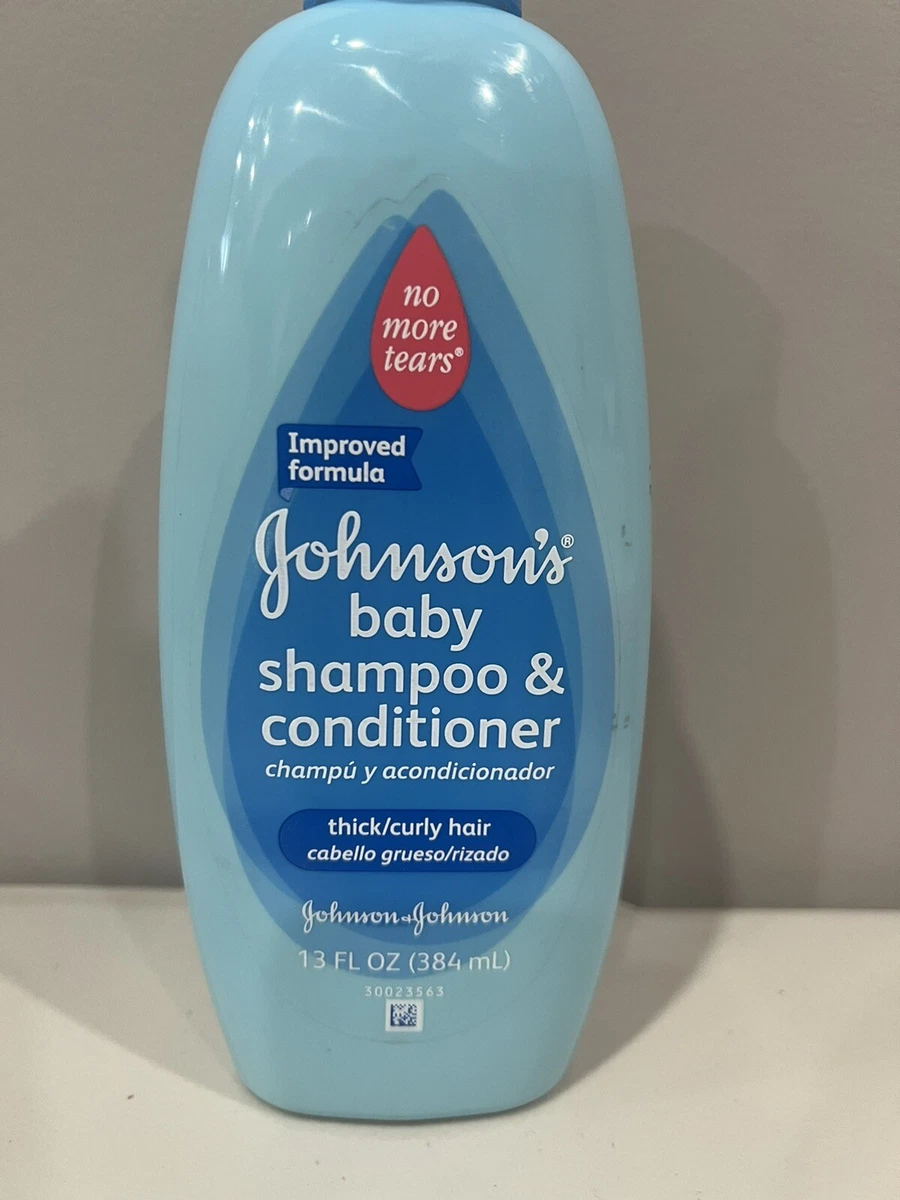 no
more
tears®
Improved
formula
Johnson's®
baby
shampoo &
conditioner
champú y acondicionador
thick/curly hair
cabello grueso/rizado
Johnson & Johnson
13 FL OZ (384 mL)
30023563